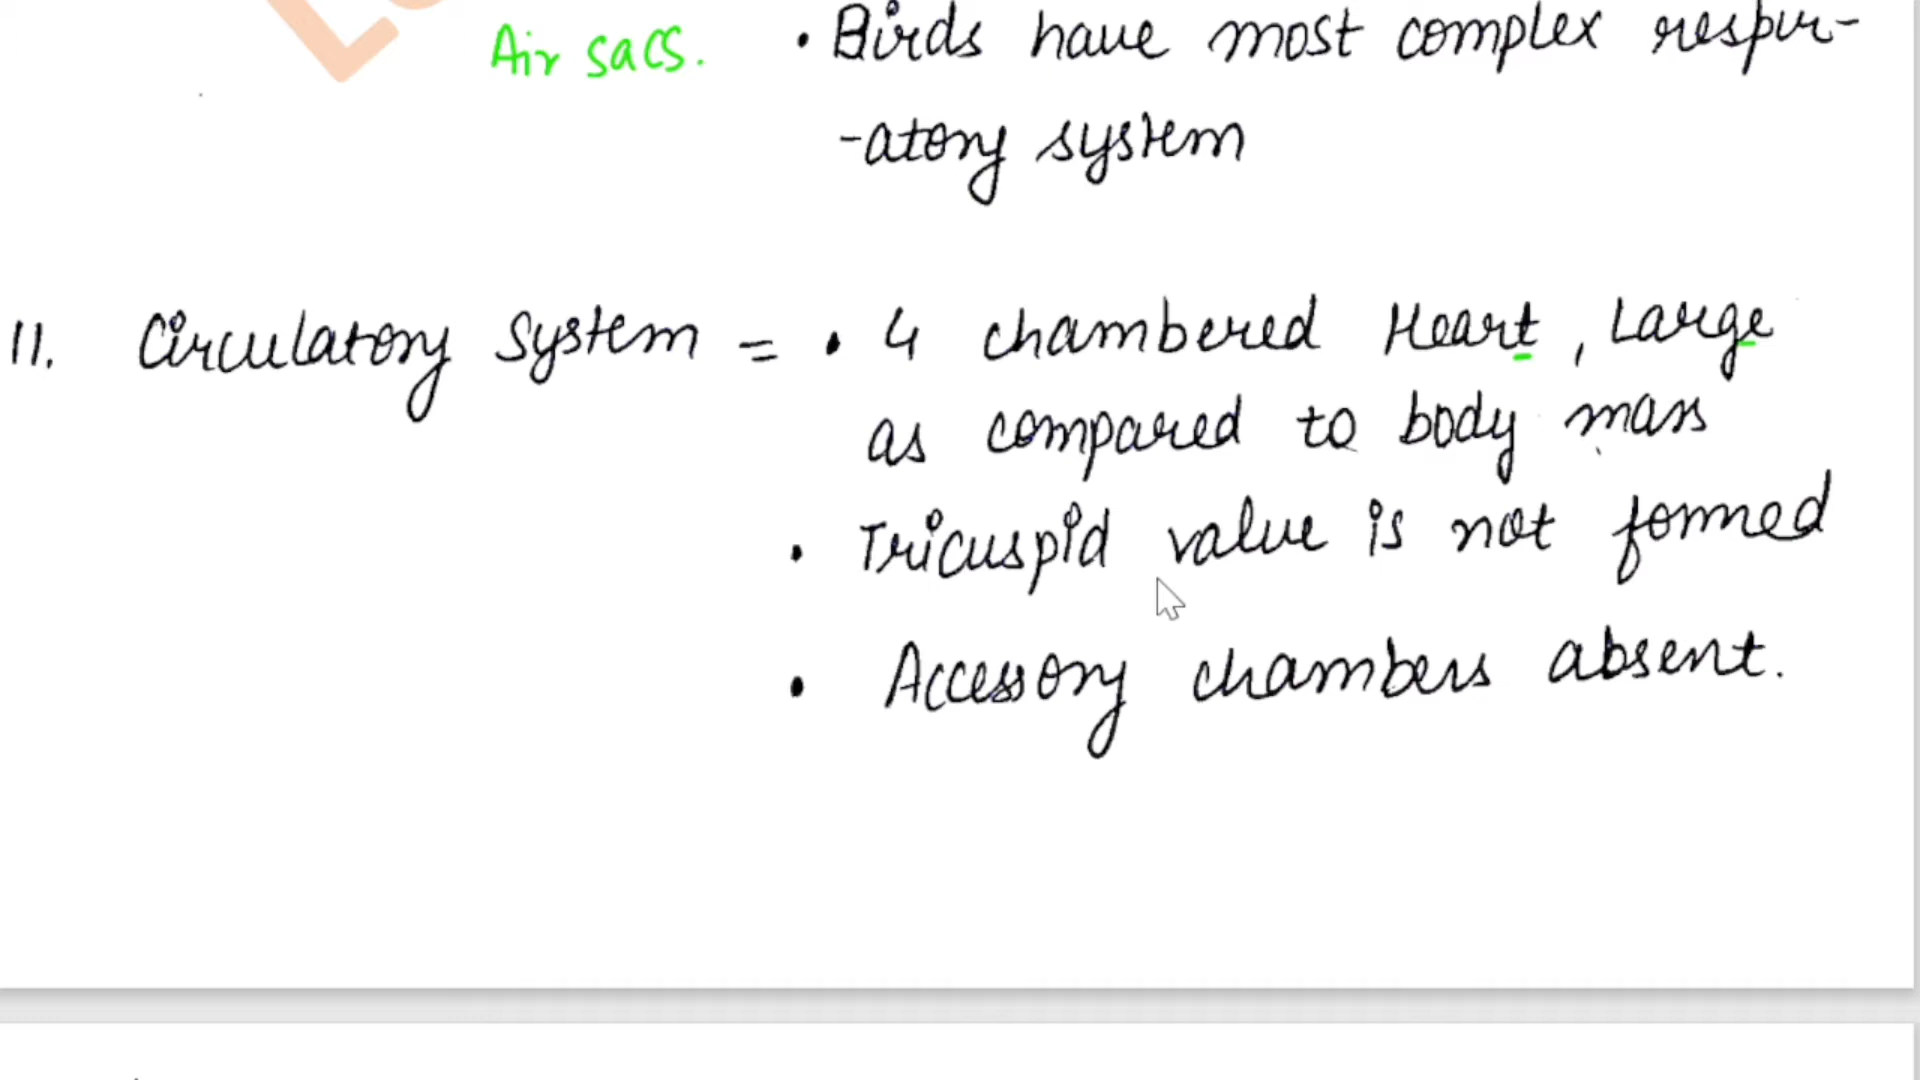 Air sacs. • Birds have most complex respir-
-atory system
11. Circulatory System = • 4 chambered Heart, Large
as compared to body mass
• Tricuspid value is not formed
• Accessory chambers absent.